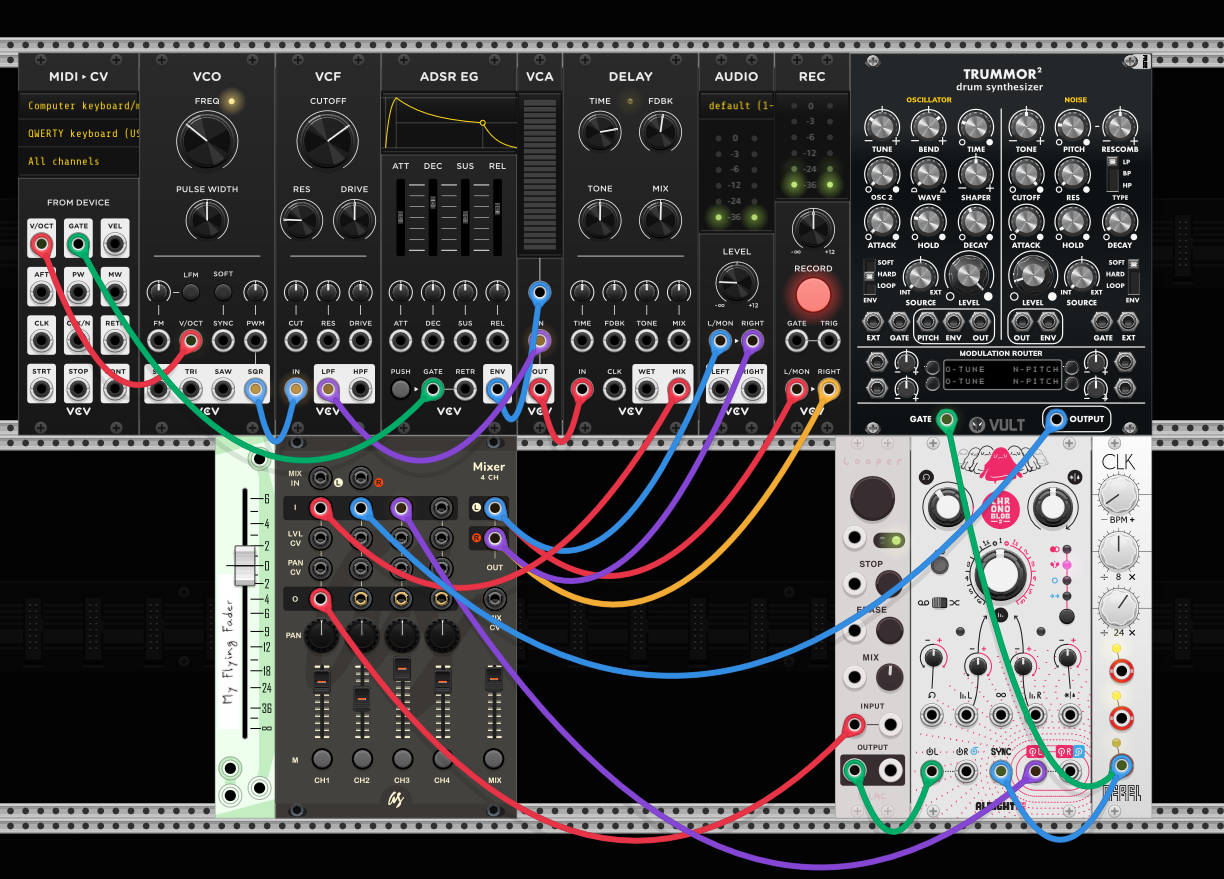 MIDI▸CV
Computer keyboard/m
QWERTY keyboard (US
All channels
FROM DEVICE
V/OCT GATE VEL
AFT PW MW
CLK RETR
STRT STOP CONT
VCV
VCO
FREQ
PULSE WIDTH
LFM SOFT
FM V/OCT SYNC PWM
TRI SAW SQR
VCV
VCF
CUTOFF
RES DRIVE
CUT RES DRIVE
IN LPF HPF
VCV
ADSR EG
ATT DEC SUS REL
ATT DEC SUS REL
PUSH GATE RETR ENV
VCV
VCA
IN
OUT
VCV
DELAY
TIME FDBK
TONE MIX
TIME FDBK TONE MIX
IN CLK WET MIX
VCV
AUDIO
default (1-
0
-3
-6
-12
-24
-36
LEVEL
-∞ +12
L/MON RIGHT
LEFT RIGHT
VCV
REC
0
-3
-6
-12
-24
-36
-∞ +12
RECORD
GATE TRIG
L/MON RIGHT
VCV
TRUMMOR²
drum synthesizer
OSCILLATOR NOISE
TUNE BEND TIME TONE PITCH RESCOMB
LP
BP
HP
OSC 2 WAVE SHAPER CUTOFF RES TYPE
ATTACK HOLD DECAY ATTACK HOLD DECAY
SOFT
HARD
LOOP
ENV
INT EXT
SOURCE LEVEL
LEVEL SOURCE
INT EXT
SOFT
HARD
LOOP
ENV
EXT GATE PITCH ENV OUT OUT ENV GATE EXT
MODULATION ROUTER
O-TUNE N-PITCH
O-TUNE N-PITCH
GATE VULT OUTPUT
My Flying Fader
6
4
2
0
2
4
6
9
12
18
24
36
∞
Mixer
4 CH
MIX IN L R
I L
LVL CV
PAN CV R
OUT
O
PAN
M
CH1 CH2 CH3 CH4 MIX
Looper
STOP
ERASE
MIX
INPUT
OUTPUT
CHR
ONO
BLOB
2
L R
L R SYNC L R
CLK
− BPM +
÷ 8 ×
÷ 24 ×